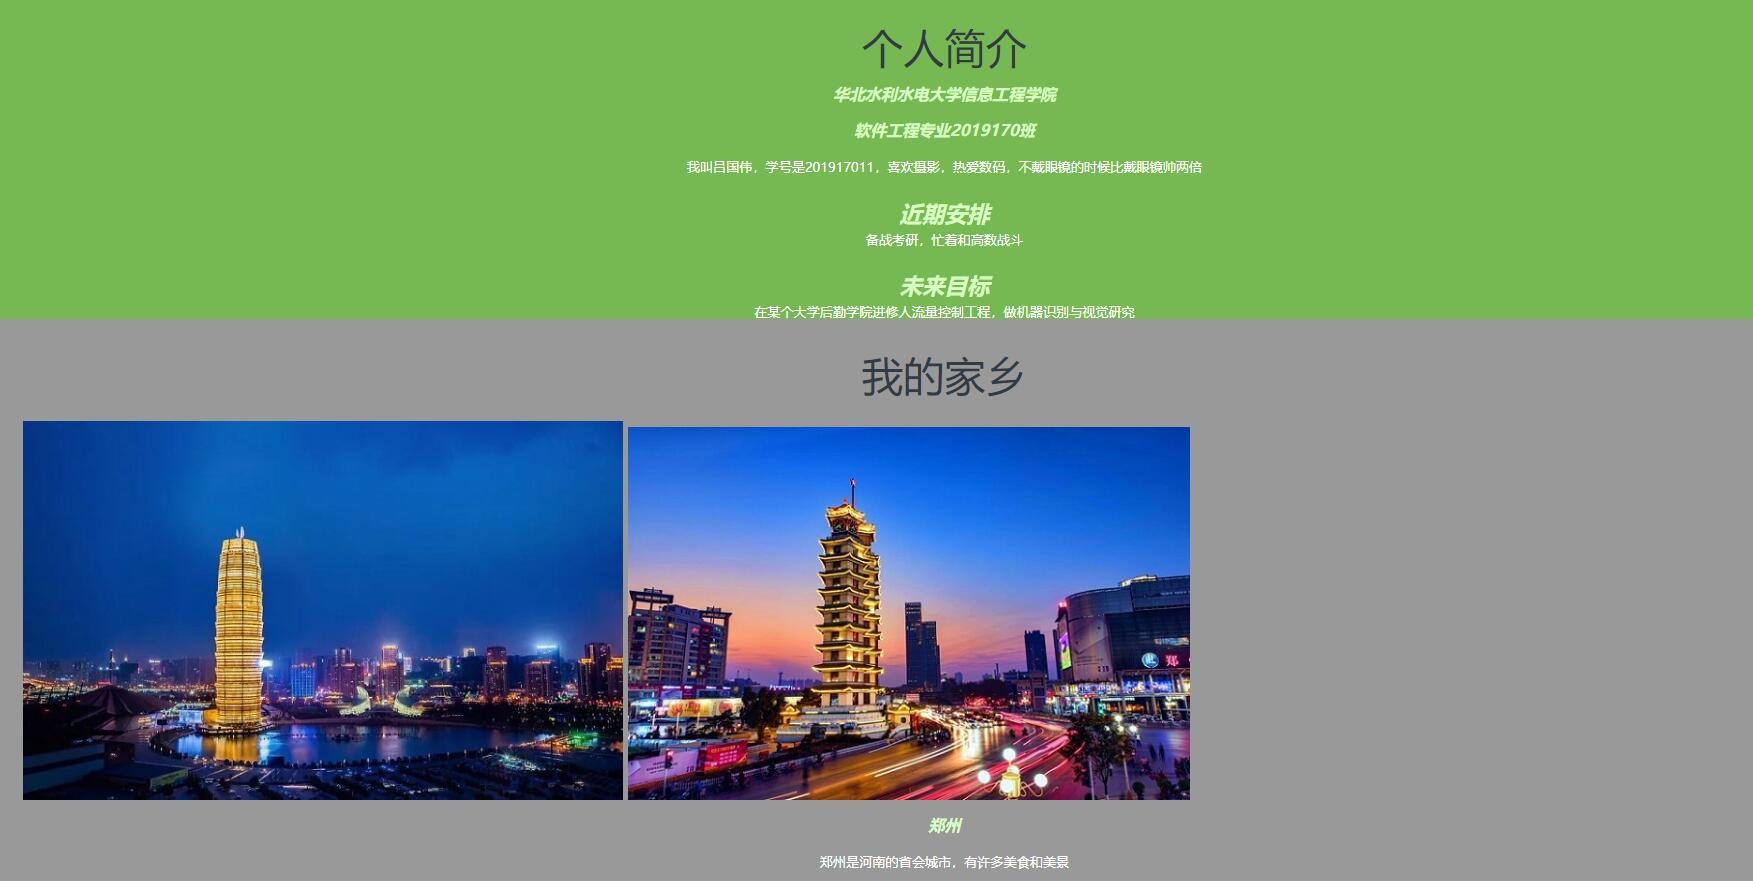 个人简介
华北水利水电大学信息工程学院
软件工程专业2019170班
我叫吕国伟，学号是201917011，喜欢摄影，热爱数码，不戴眼镜的时候比戴眼镜帅两倍
近期安排
备战考研，忙着和高数战斗
未来目标
在某个大学后勤学院进修人流量控制工程，做机器识别与视觉研究
我的家乡
郑
郑州
郑州是河南的省会城市，有许多美食和美景